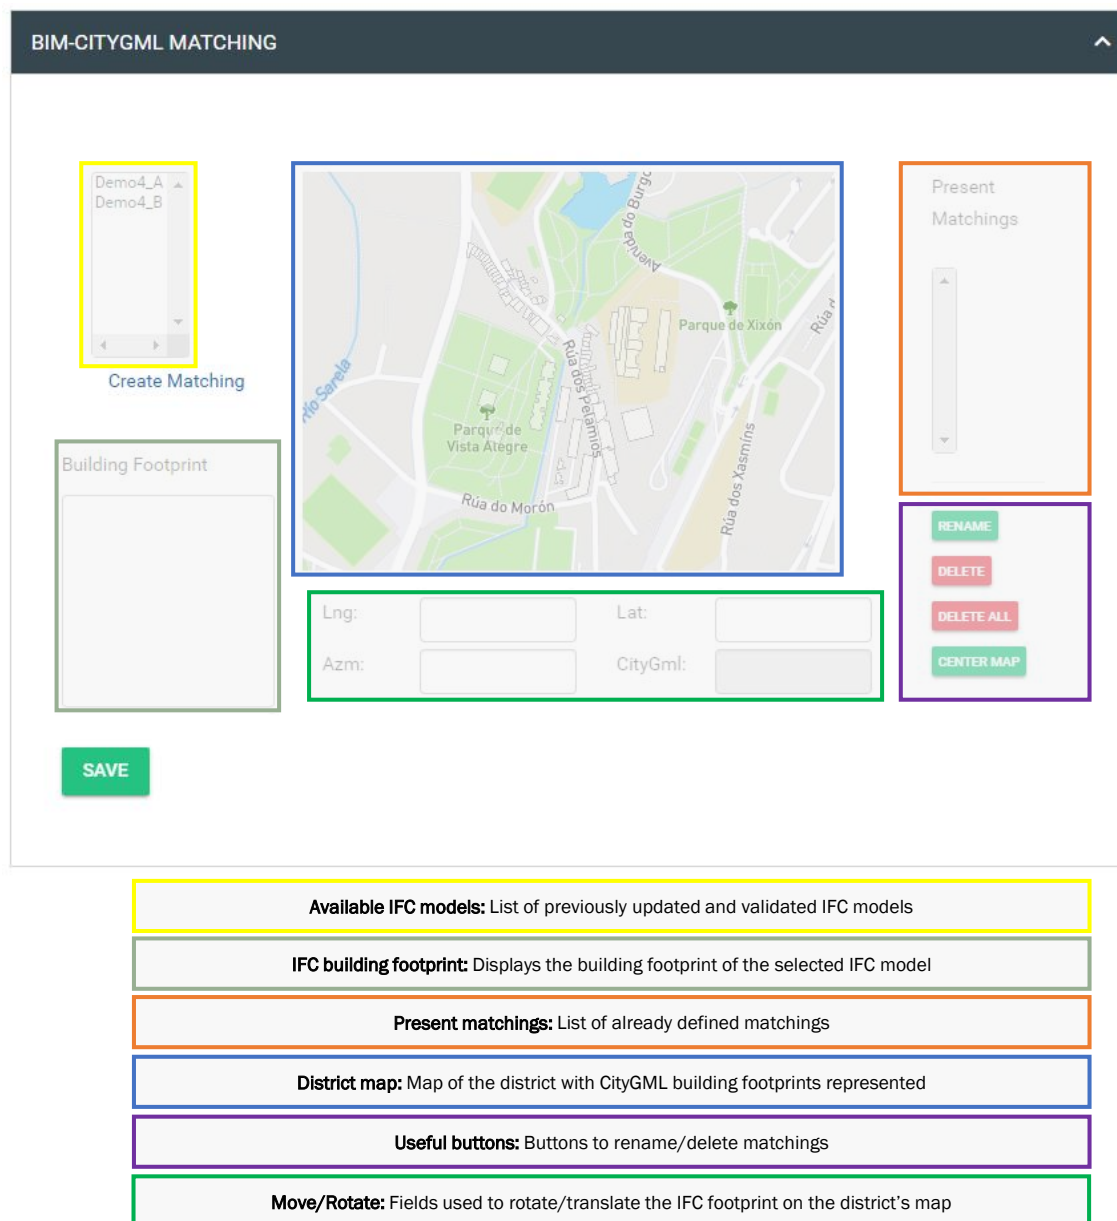 BIM-CITYGML MATCHING
Demo4_A
Demo4_B
Create Matching
Building Footprint
Avenida do Burgo
Parque de Xixón
Rúa d
Río Sarela
Rúa dos Pelamios
Parque de
Vista Alegre
Rúa do Morón
Rúa dos Xasmíns
Present
Matchings
Lng:
Lat:
Azm:
CityGml:
RENAME
DELETE
DELETE ALL
CENTER MAP
SAVE
Available IFC models: List of previously updated and validated IFC models
IFC building footprint: Displays the building footprint of the selected IFC model
Present matchings: List of already defined matchings
District map: Map of the district with CityGML building footprints represented
Useful buttons: Buttons to rename/delete matchings
Move/Rotate: Fields used to rotate/translate the IFC footprint on the district’s map